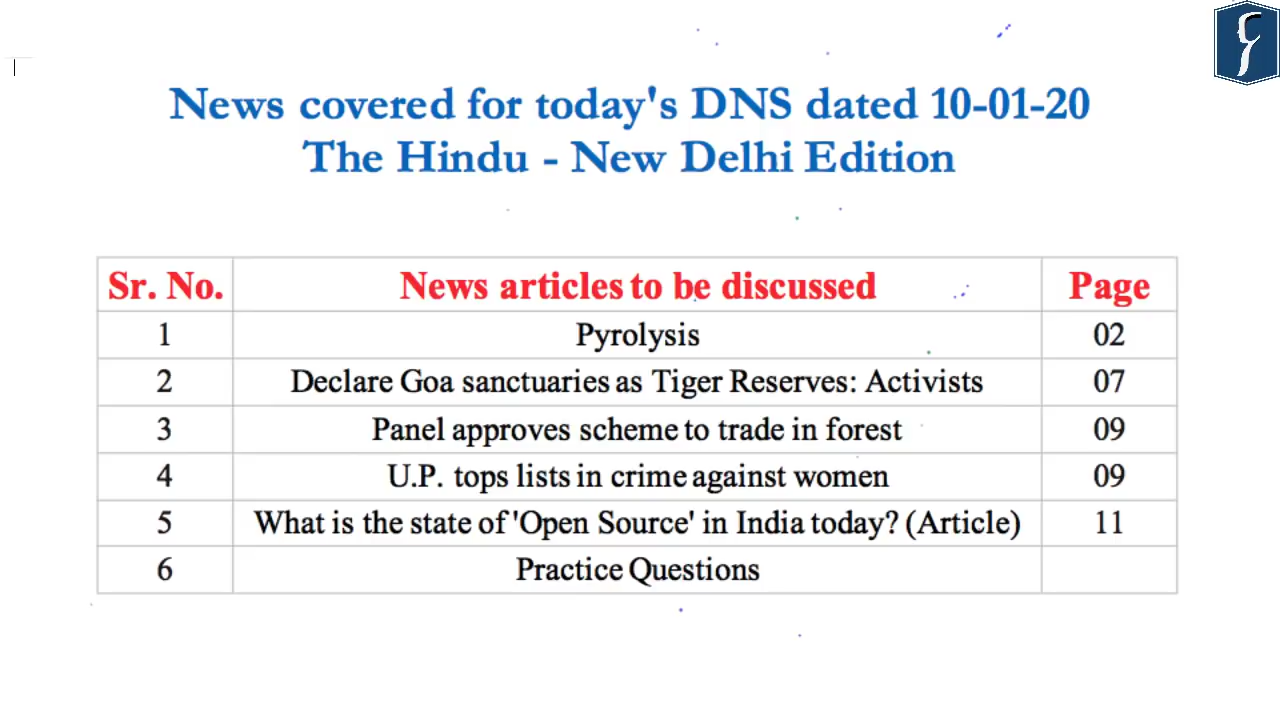 News covered for today's DNS dated 10-01-20
The Hindu - New Delhi Edition
Sr. No. News articles to be discussed Page
1 Pyrolysis 02
2 Declare Goa sanctuaries as Tiger Reserves: Activists 07
3 Panel approves scheme to trade in forest 09
4 U.P. tops lists in crime against women 09
5 What is the state of 'Open Source' in India today? (Article) 11
6 Practice Questions